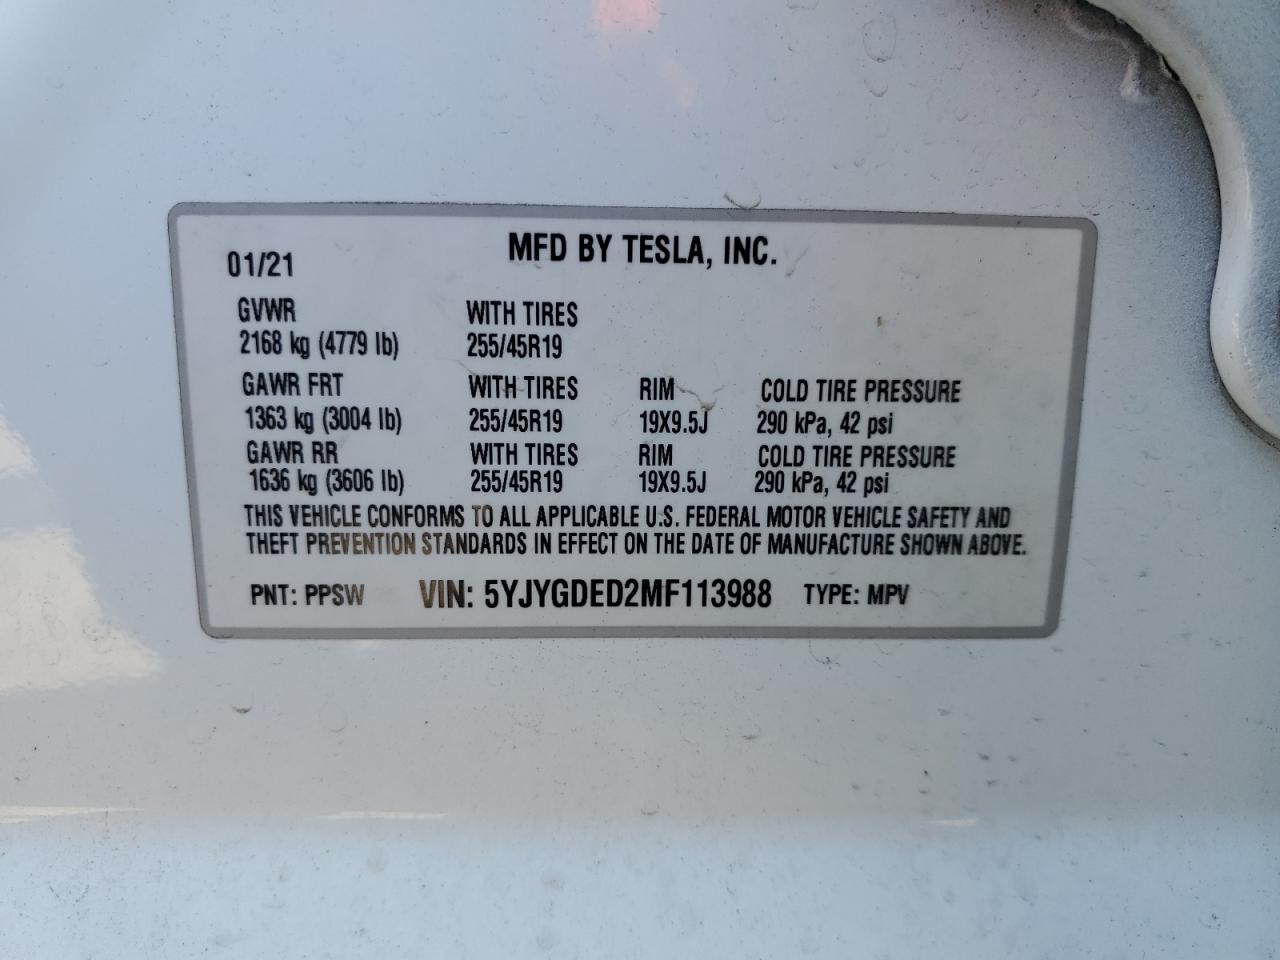 01/21 MFD BY TESLA, INC.
GVWR WITH TIRES
2168 kg (4779 lb) 255/45R19
GAWR FRT WITH TIRES RIM COLD TIRE PRESSURE
1363 kg (3004 lb) 255/45R19 19X9.5J 290 kPa, 42 psi
GAWR RR WITH TIRES RIM COLD TIRE PRESSURE
1636 kg (3606 lb) 255/45R19 19X9.5J 290 kPa, 42 psi
THIS VEHICLE CONFORMS TO ALL APPLICABLE U.S. FEDERAL MOTOR VEHICLE SAFETY AND
THEFT PREVENTION STANDARDS IN EFFECT ON THE DATE OF MANUFACTURE SHOWN ABOVE.
PNT: PPSW VIN: 5YJYGDED2MF113988 TYPE: MPV